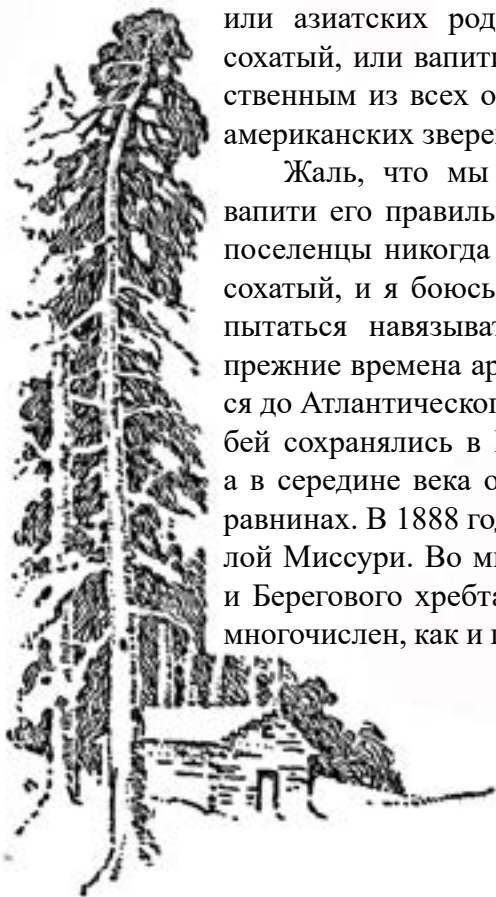 или азиатских род
сохатый, или вапити
ственным из всех о
американских звере
Жаль, что мы
вапити его правиль
поселенцы никогда
сохатый, и я боюсь
пытаться навязыват
прежние времена ар
ся до Атлантического
бей сохранялись в
а в середине века о
равнинах. В 1888 год
лой Миссури. Во м
и Берегового хребта
многочислен, как и